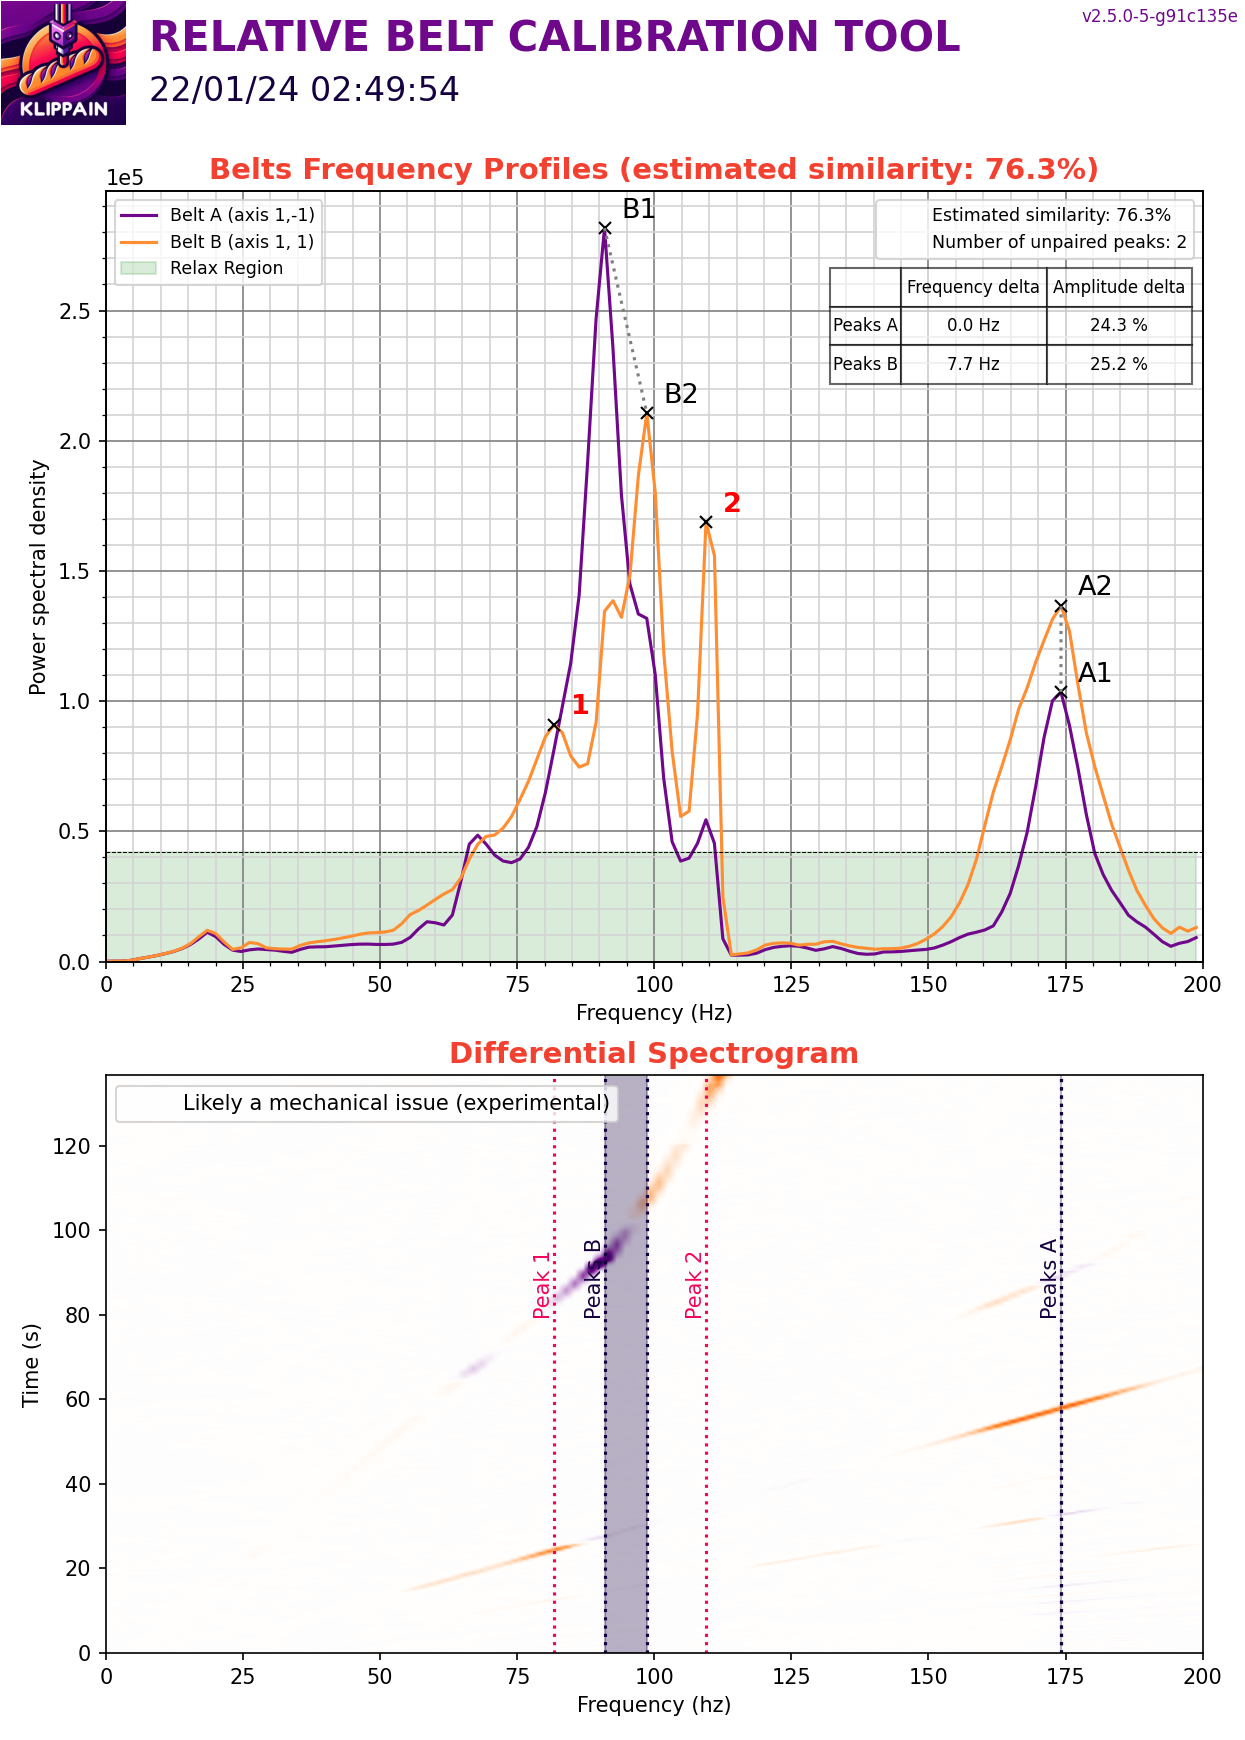 v2.5.0-5-g91c135e
RELATIVE BELT CALIBRATION TOOL
22/01/24 02:49:54
KLIPPAIN
Belts Frequency Profiles (estimated similarity: 76.3%)
1e5
Belt A (axis 1,-1)
Belt B (axis 1, 1)
Relax Region
Estimated similarity: 76.3%
Number of unpaired peaks: 2
Frequency delta Amplitude delta
Peaks A 0.0 Hz 24.3 %
Peaks B 7.7 Hz 25.2 %
B1
B2
2
1
A2
A1
Power spectral density
2.5
2.0
1.5
1.0
0.5
0.0
0 25 50 75 100 125 150 175 200
Frequency (Hz)
Differential Spectrogram
Likely a mechanical issue (experimental)
Peak 1
Peaks B
Peak 2
Peaks A
Time (s)
120
100
80
60
40
20
0
0 25 50 75 100 125 150 175 200
Frequency (hz)